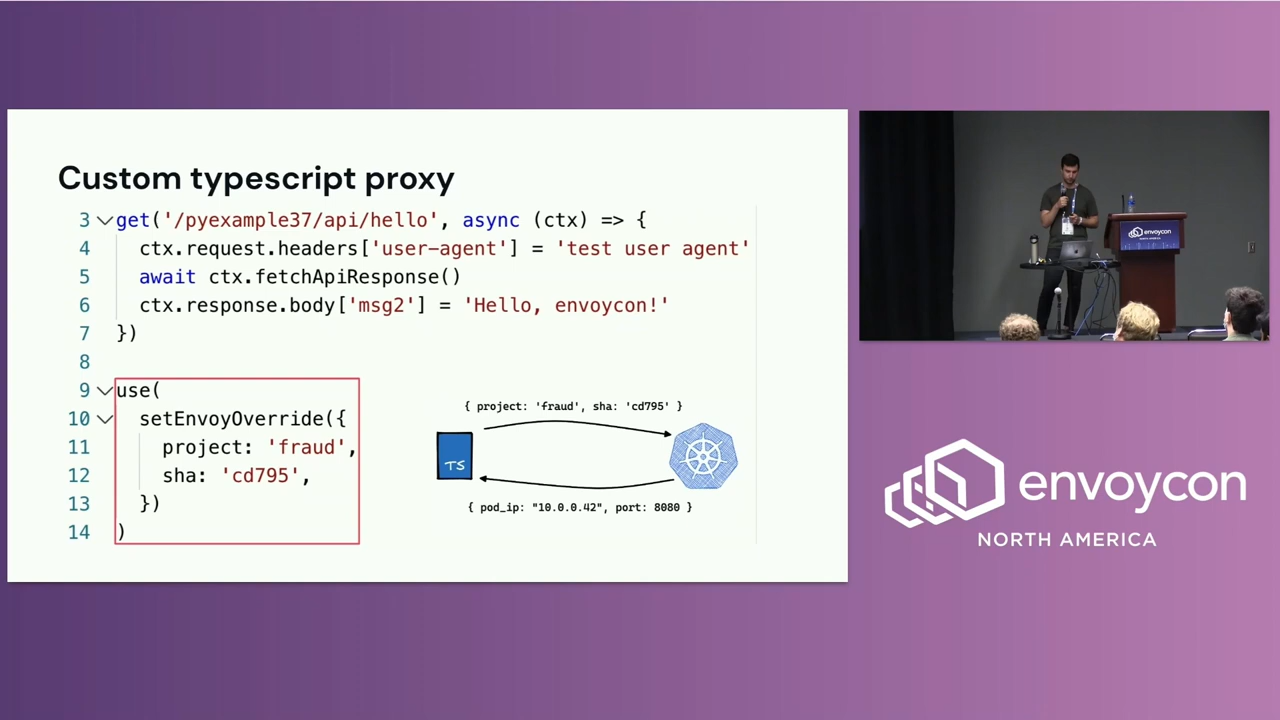 Custom typescript proxy
3 get('/pyexample37/api/hello', async (ctx) => {
4 ctx.request.headers['user-agent'] = 'test user agent'
5 await ctx.fetchApiResponse()
6 ctx.response.body['msg2'] = 'Hello, envoycon!'
7 })
8
9 use(
10 setEnvoyOverride({
11 project: 'fraud',
12 sha: 'cd795',
13 })
14 )
{ project: 'fraud', sha: 'cd795' }
TS
{ pod_ip: "10.0.0.42", port: 8080 }
envoycon
NORTH AMERICA
envoycon
NORTH AMERICA